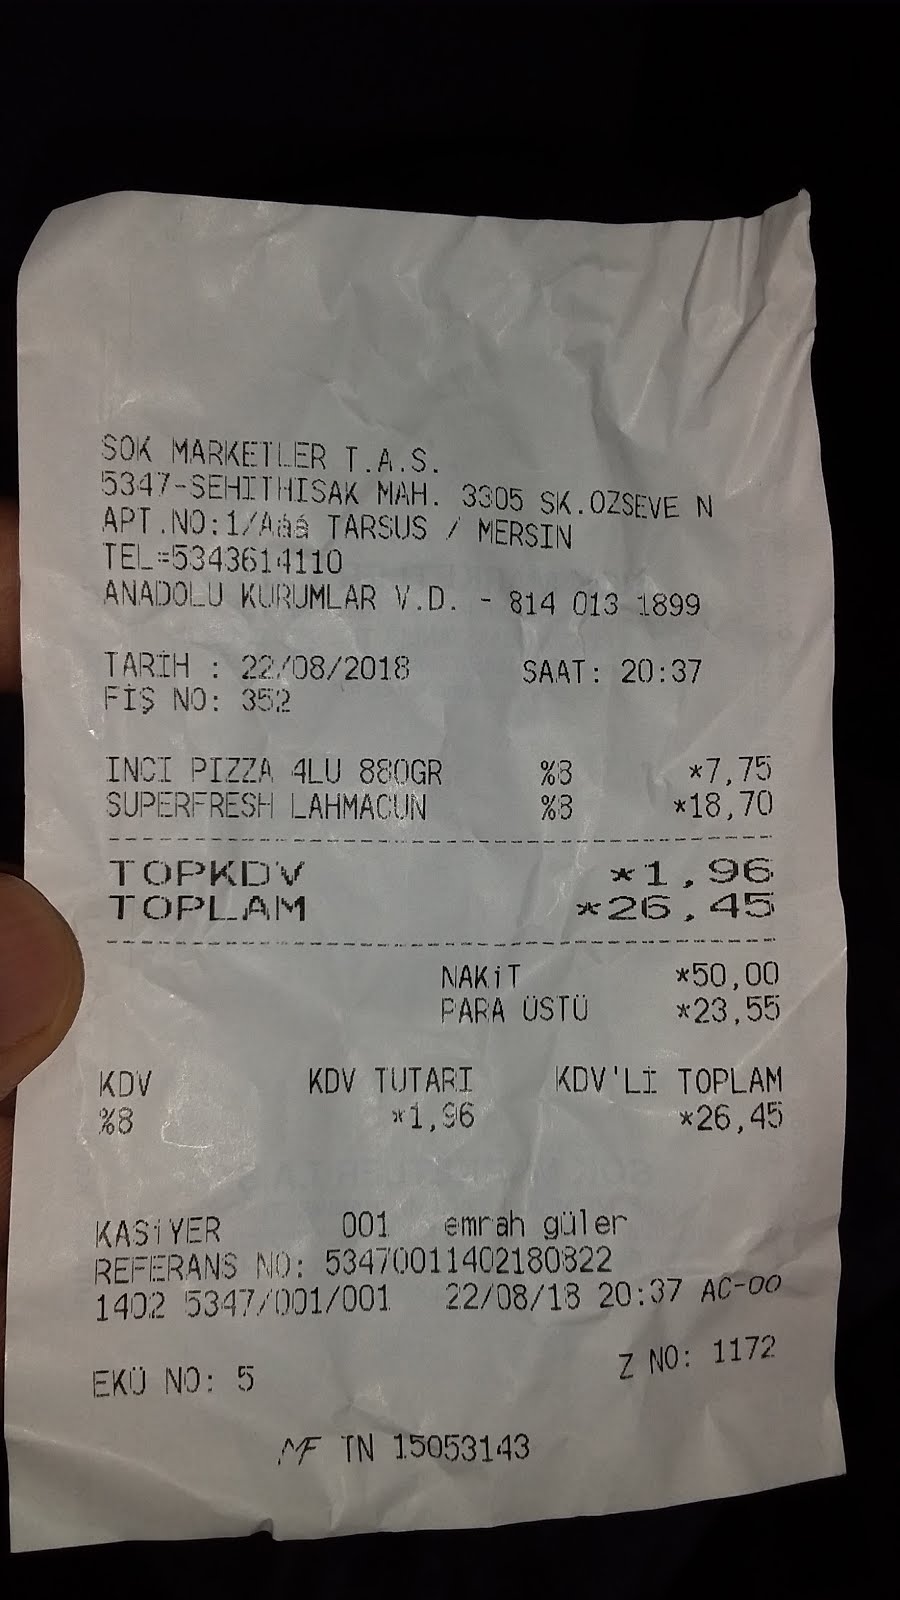 SOK MARKETLER T.A.S.
5347-SEHITHISAK MAH. 3305 SK.OZSEVE N
APT.NO:1/Aáá TARSUS / MERSIN
TEL=5343614110
ANADOLU KURUMLAR V.D. - 814 013 1899
TARİH : 22/08/2018 SAAT: 20:37
FİŞ NO: 352
INCI PIZZA 4LU 880GR %8 *7,75
SUPERFRESH LAHMACUN %8 *18,70
TOPKDV *1,96
TOPLAM *26,45
NAKİT *50,00
PARA ÜSTÜ *23,55
KDV KDV TUTARI KDV'Lİ TOPLAM
%8 *1,96 *26,45
KASİYER 001 emrah güler
REFERANS NO: 53470011402180822
1402 5347/001/001 22/08/18 20:37 AC-00
EKÜ NO: 5 Z NO: 1172
MF TN 15053143